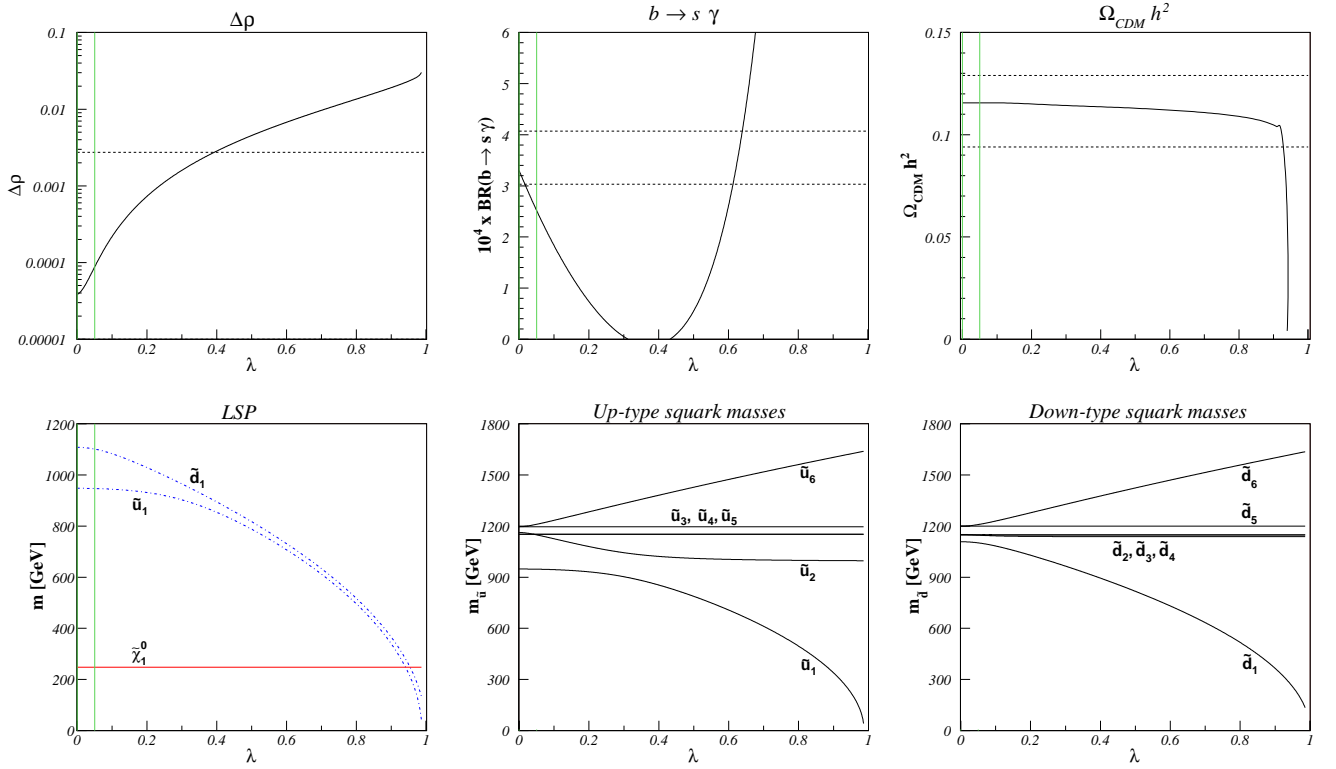 Δρ
0.1
0.01
0.001
0.0001
0.00001
Δρ
0 0.2 0.4 0.6 0.8 1
λ
b → s γ
6
5
4
3
2
1
0
10⁴ x BR(b → s γ)
0 0.2 0.4 0.6 0.8 1
λ
Ω_CDM h²
0.15
0.1
0.05
0
Ω_CDM h²
0 0.2 0.4 0.6 0.8 1
λ
LSP
1200
1000
800
600
400
200
0
m [GeV]
d̃₁
ũ₁
χ̃₁⁰
0 0.2 0.4 0.6 0.8 1
λ
Up-type squark masses
1800
1500
1200
900
600
300
0
m_ũ [GeV]
ũ₆
ũ₃, ũ₄, ũ₅
ũ₂
ũ₁
0 0.2 0.4 0.6 0.8 1
λ
Down-type squark masses
1800
1500
1200
900
600
300
0
m_d̃ [GeV]
d̃₆
d̃₅
d̃₂, d̃₃, d̃₄
d̃₁
0 0.2 0.4 0.6 0.8 1
λ